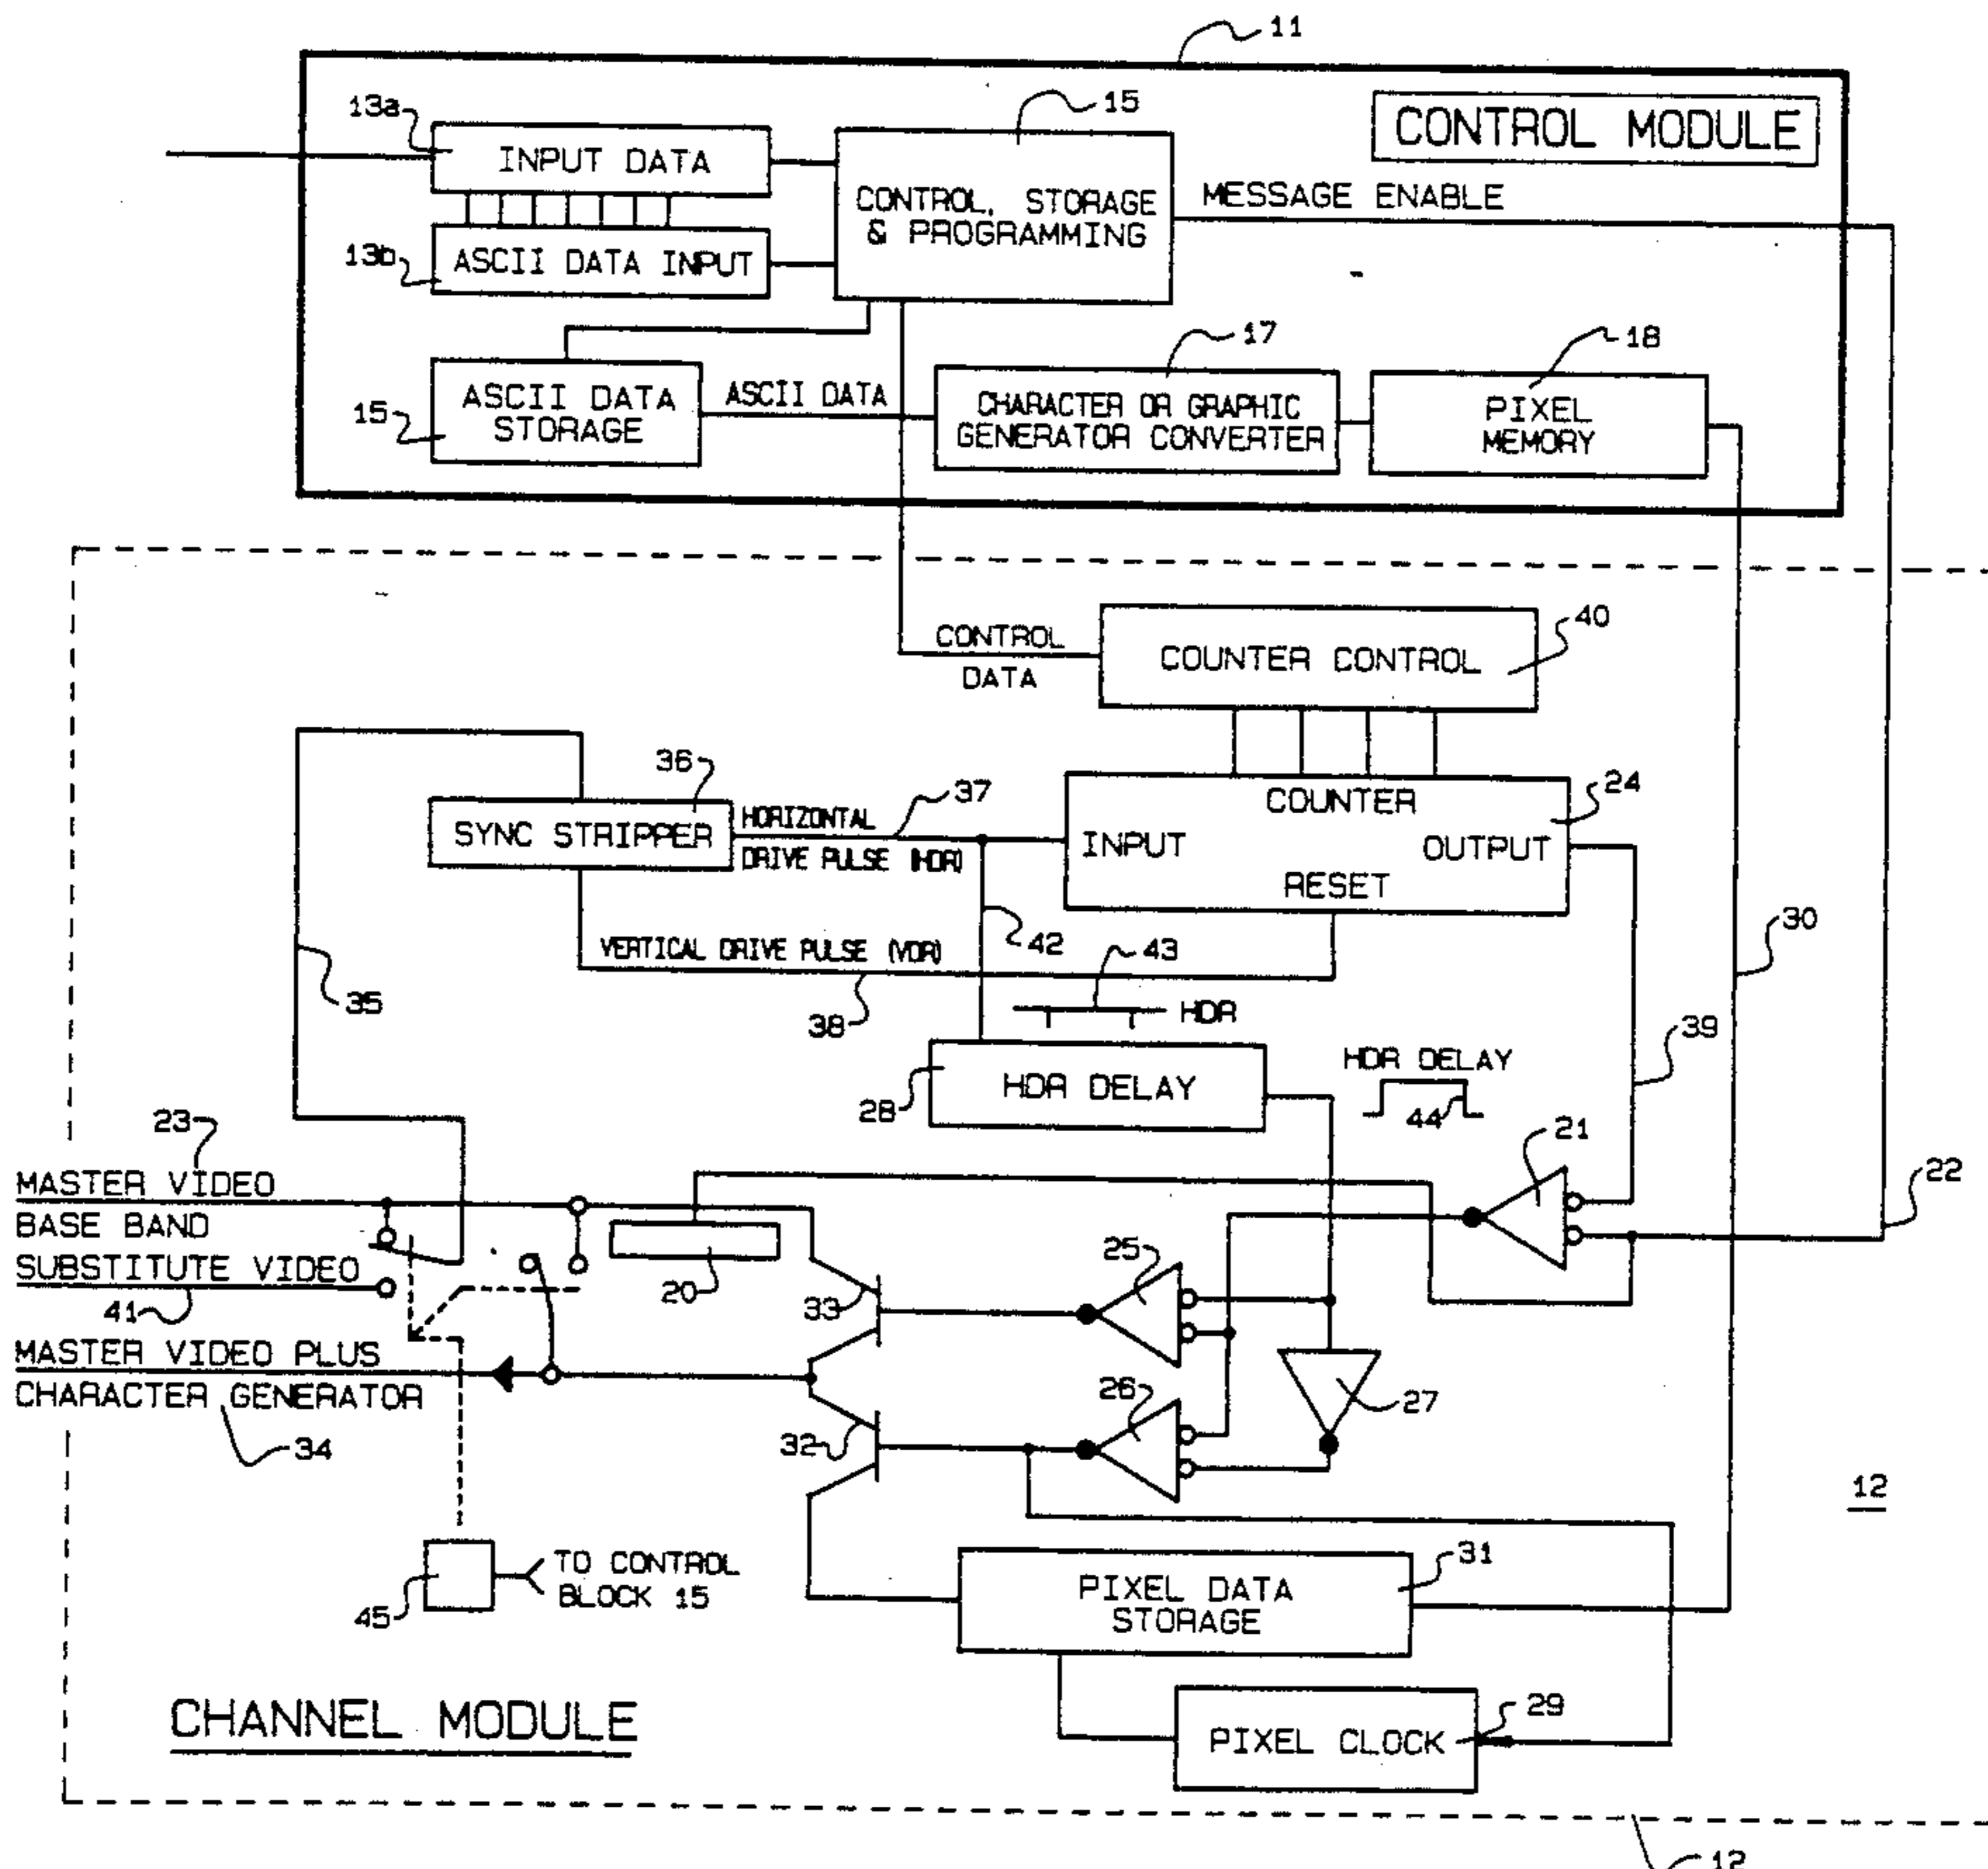 11
13a
15
CONTROL MODULE
INPUT DATA
CONTROL, STORAGE
& PROGRAMMING
MESSAGE ENABLE
13b
ASCII DATA INPUT
17
18
15
ASCII DATA
STORAGE
ASCII DATA
CHARACTER OR GRAPHIC
GENERATOR CONVERTER
PIXEL
MEMORY
CONTROL
DATA
COUNTER CONTROL
40
36
SYNC STRIPPER
HORIZONTAL
DRIVE PULSE (HDR)
37
COUNTER
INPUT
OUTPUT
RESET
24
42
VERTICAL DRIVE PULSE (VDR)
38
43
HDR
30
35
39
28
HDR DELAY
HDR DELAY
44
23
MASTER VIDEO
BASE BAND
SUBSTITUTE VIDEO
41
20
33
25
21
22
MASTER VIDEO PLUS
CHARACTER GENERATOR
34
32
26
27
12
45
TO CONTROL
BLOCK 15
PIXEL DATA
STORAGE
31
CHANNEL MODULE
PIXEL CLOCK
29
12